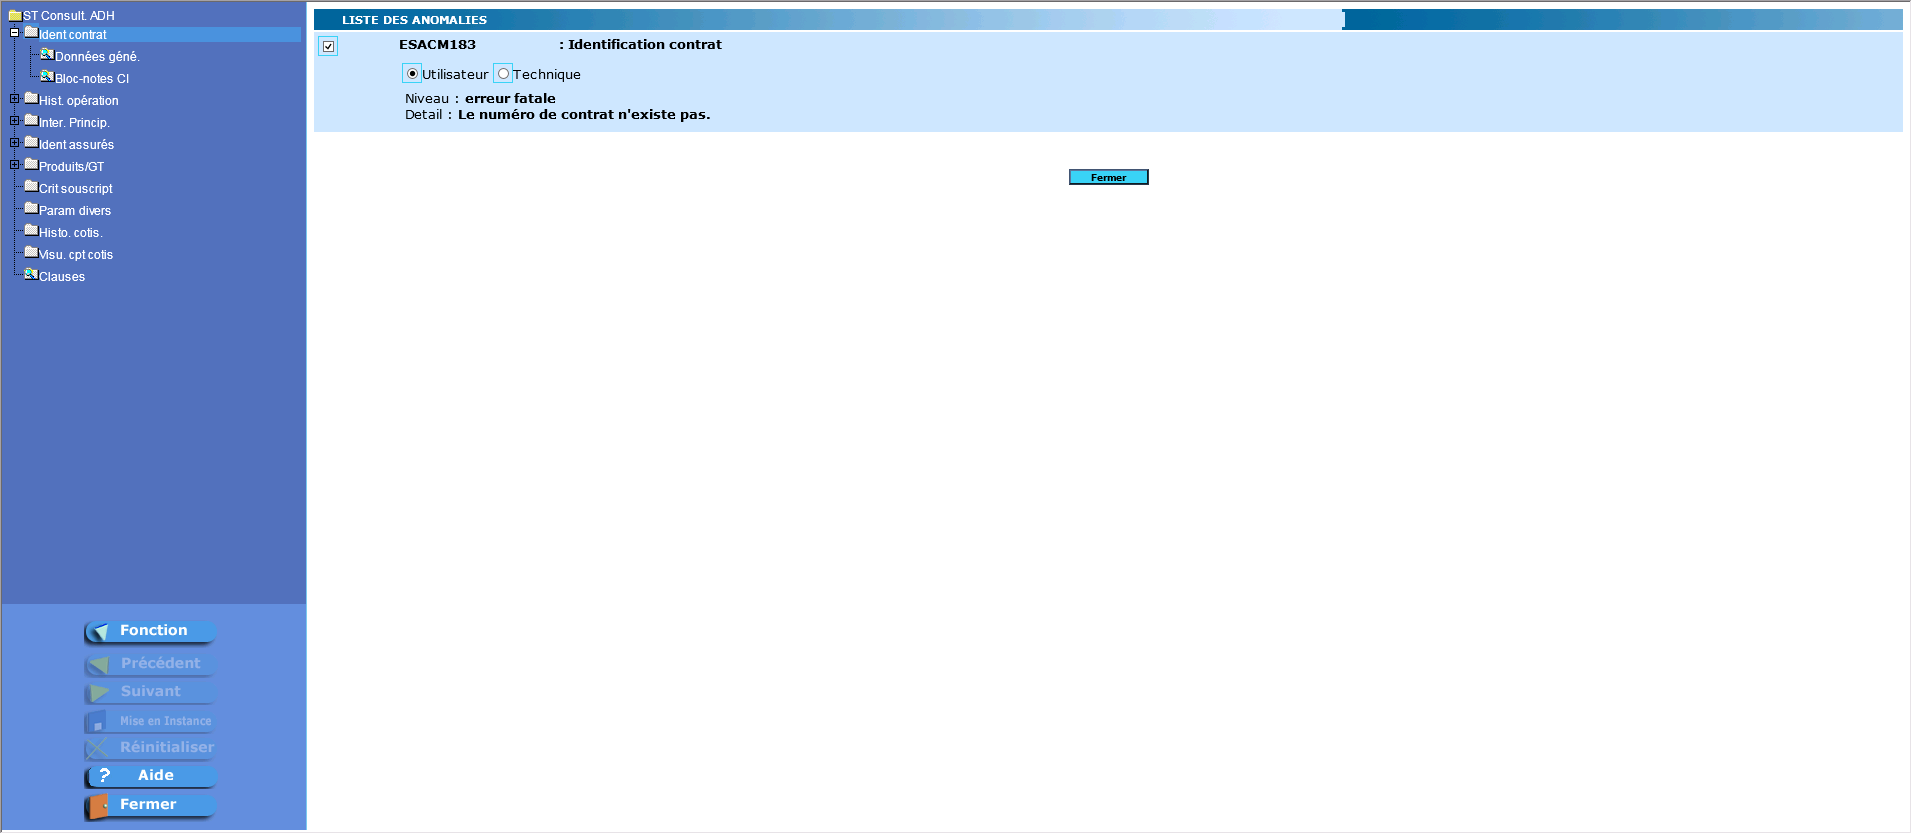 ST Consult. ADH
Ident contrat
Données géné.
Bloc-notes CI
Hist. opération
Inter. Princip.
Ident assurés
Produits/GT
Crit souscript
Param divers
Histo. cotis.
Visu. cpt cotis
Clauses
Fonction
Précédent
Suivant
Mise en Instance
Réinitialiser
? Aide
Fermer
LISTE DES ANOMALIES
ESACM183 : Identification contrat
Utilisateur Technique
Niveau : erreur fatale
Detail : Le numéro de contrat n'existe pas.
Fermer